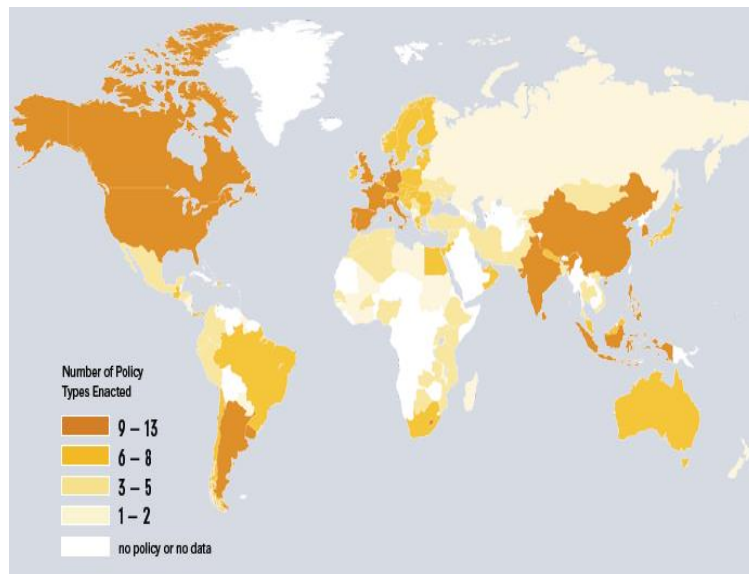 Number of Policy
Types Enacted
9 – 13
6 – 8
3 – 5
1 – 2
no policy or no data